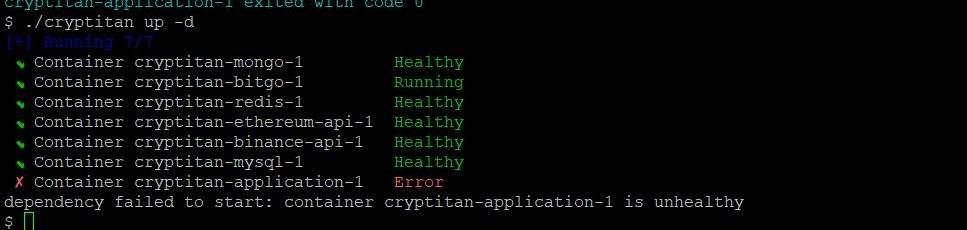 cryptitan-application-1 exited with code 0
$ ./cryptitan up -d
[+] Running 7/7
Container cryptitan-mongo-1 Healthy
Container cryptitan-bitgo-1 Running
Container cryptitan-redis-1 Healthy
Container cryptitan-ethereum-api-1 Healthy
Container cryptitan-binance-api-1 Healthy
Container cryptitan-mysql-1 Healthy
✗ Container cryptitan-application-1 Error
dependency failed to start: container cryptitan-application-1 is unhealthy
$